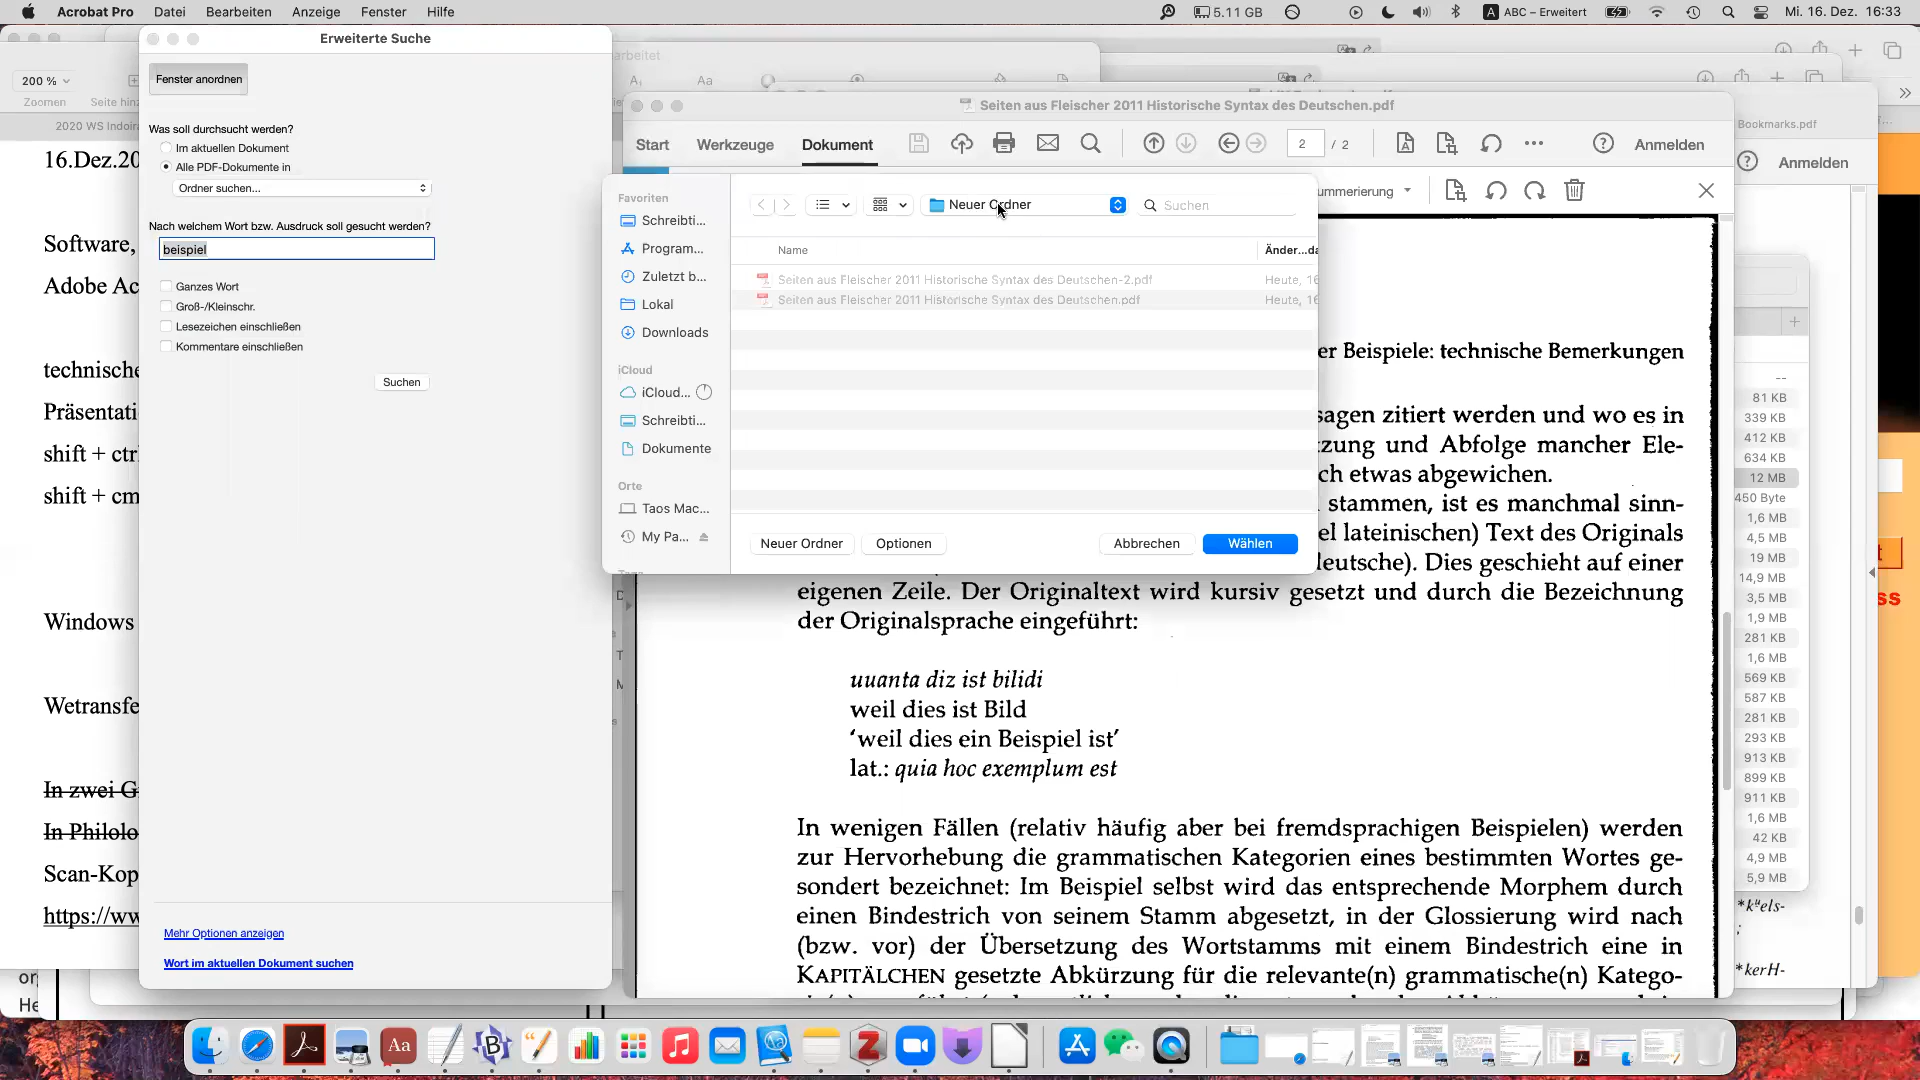 Acrobat Pro Datei Bearbeiten Anzeige Fenster Hilfe
5.11 GB ABC – Erweitert Mi. 16. Dez. 16:33
Erweiterte Suche
Fenster anordnen
Was soll durchsucht werden?
Im aktuellen Dokument
Alle PDF-Dokumente in
Ordner suchen...
Nach welchem Wort bzw. Ausdruck soll gesucht werden?
beispiel
Ganzes Wort
Groß-/Kleinschr.
Lesezeichen einschließen
Kommentare einschließen
Suchen
Mehr Optionen anzeigen
Wort im aktuellen Dokument suchen
200 %
Zoomen Seite hinz
2020 WS Indoira
16.Dez.20
Software,
Adobe Ac
technische
Präsentati
shift + ctr
shift + cm
Windows
Wetransfe
In zwei G
In Philolo
Scan-Kop
https://ww
org
He
arbeitet
Seiten aus Fleischer 2011 Historische Syntax des Deutschen.pdf
Start Werkzeuge Dokument 2 / 2 Anmelden
ummerierung
Bookmarks.pdf
Anmelden
Favoriten
Schreibti...
Program...
Zuletzt b...
Lokal
Downloads
iCloud
iCloud...
Schreibti...
Dokumente
Orte
Taos Mac...
My Pa...
Neuer Ordner
Suchen
Name Änder...da
Seiten aus Fleischer 2011 Historische Syntax des Deutschen-2.pdf Heute, 16
Seiten aus Fleischer 2011 Historische Syntax des Deutschen.pdf Heute, 16
Neuer Ordner Optionen Abbrechen Wählen
er Beispiele: technische Bemerkungen
sagen zitiert werden und wo es in
tzung und Abfolge mancher Ele-
ch etwas abgewichen.
stammen, ist es manchmal sinn-
el lateinischen) Text des Originals
leutsche). Dies geschieht auf einer
eigenen Zeile. Der Originaltext wird kursiv gesetzt und durch die Bezeichnung
der Originalsprache eingeführt:
uuanta diz ist bilidi
weil dies ist Bild
‘weil dies ein Beispiel ist’
lat.: quia hoc exemplum est
In wenigen Fällen (relativ häufig aber bei fremdsprachigen Beispielen) werden
zur Hervorhebung die grammatischen Kategorien eines bestimmten Wortes ge-
sondert bezeichnet: Im Beispiel selbst wird das entsprechende Morphem durch
einen Bindestrich von seinem Stamm abgesetzt, in der Glossierung wird nach
(bzw. vor) der Übersetzung des Wortstamms mit einem Bindestrich eine in
KAPITÄLCHEN gesetzte Abkürzung für die relevante(n) grammatische(n) Katego-
--
81 KB
339 KB
412 KB
634 KB
12 MB
450 Byte
1,6 MB
4,5 MB
19 MB
14,9 MB
3,5 MB
1,9 MB
281 KB
1,6 MB
569 KB
587 KB
281 KB
293 KB
913 KB
899 KB
911 KB
1,6 MB
42 KB
4,9 MB
5,9 MB
t
ss
*kᵘels-
;
*kerH-